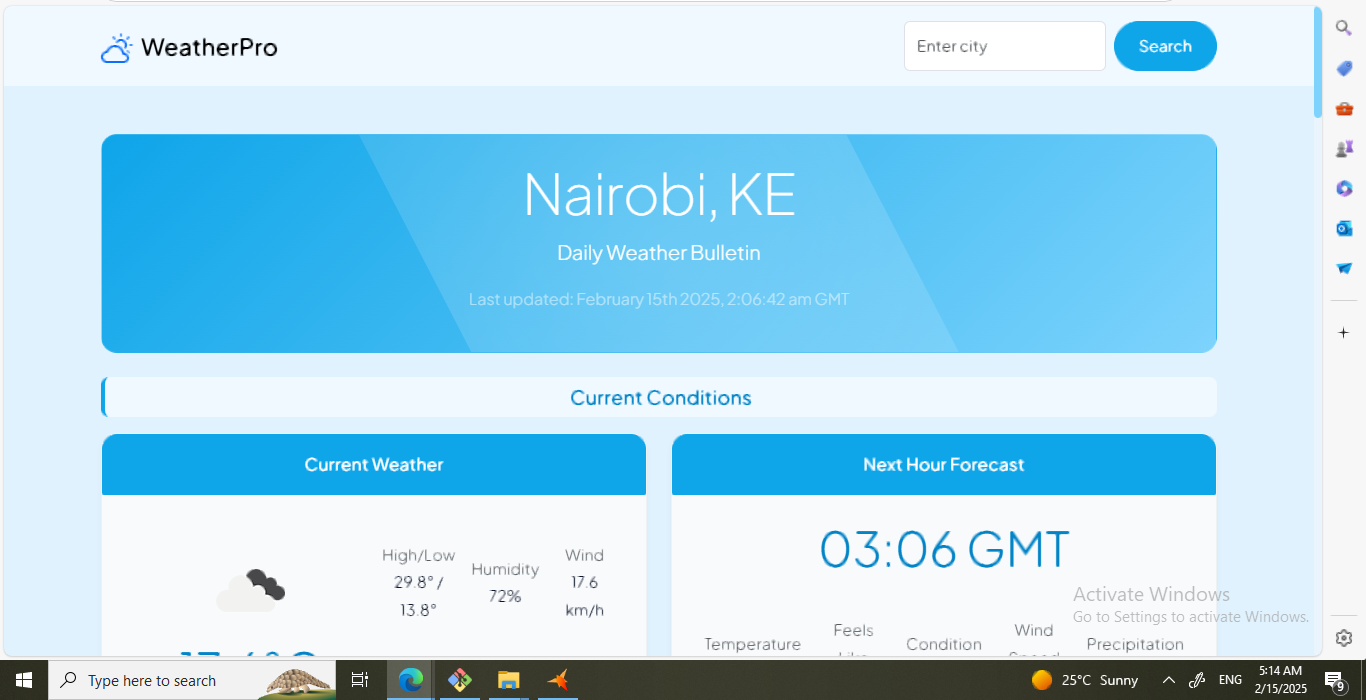 WeatherPro
Enter city
Search
Nairobi, KE
Daily Weather Bulletin
Last updated: February 15th 2025, 2:06:42 am GMT
Current Conditions
Current Weather
High/Low
29.8° /
13.8°
Humidity
72%
Wind
17.6
km/h
Next Hour Forecast
03:06 GMT
Temperature
Feels
Condition
Wind
Precipitation
Activate Windows
Go to Settings to activate Windows.
Type here to search
25°C Sunny
ENG
5:14 AM
2/15/2025
9